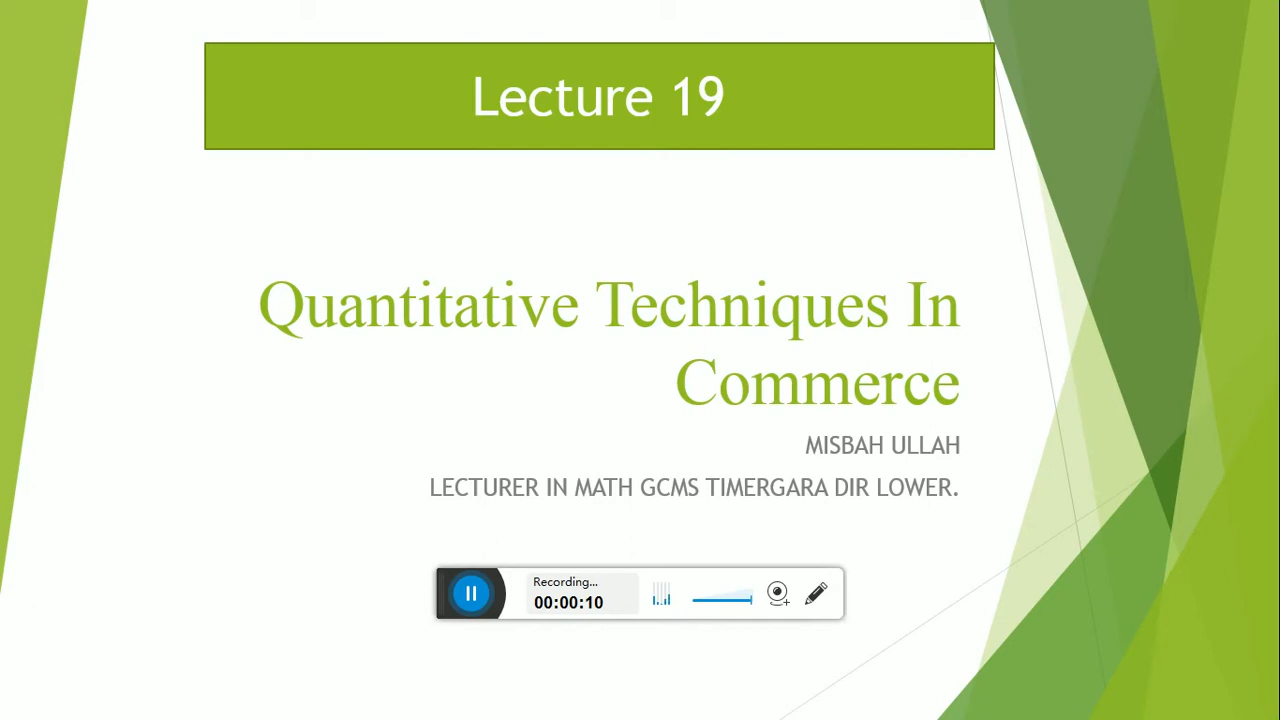 Lecture 19
Quantitative Techniques In
Commerce
MISBAH ULLAH
LECTURER IN MATH GCMS TIMERGARA DIR LOWER.
Recording...
00:00:10